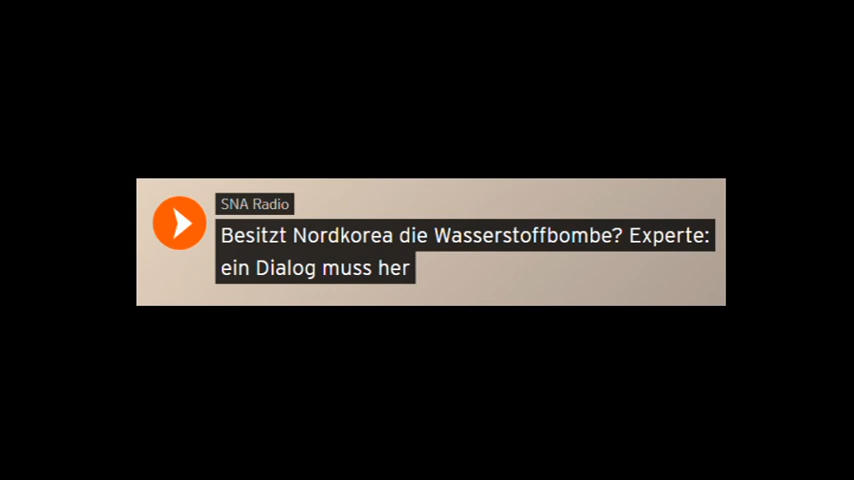 SNA Radio
Besitzt Nordkorea die Wasserstoffbombe? Experte:
ein Dialog muss her